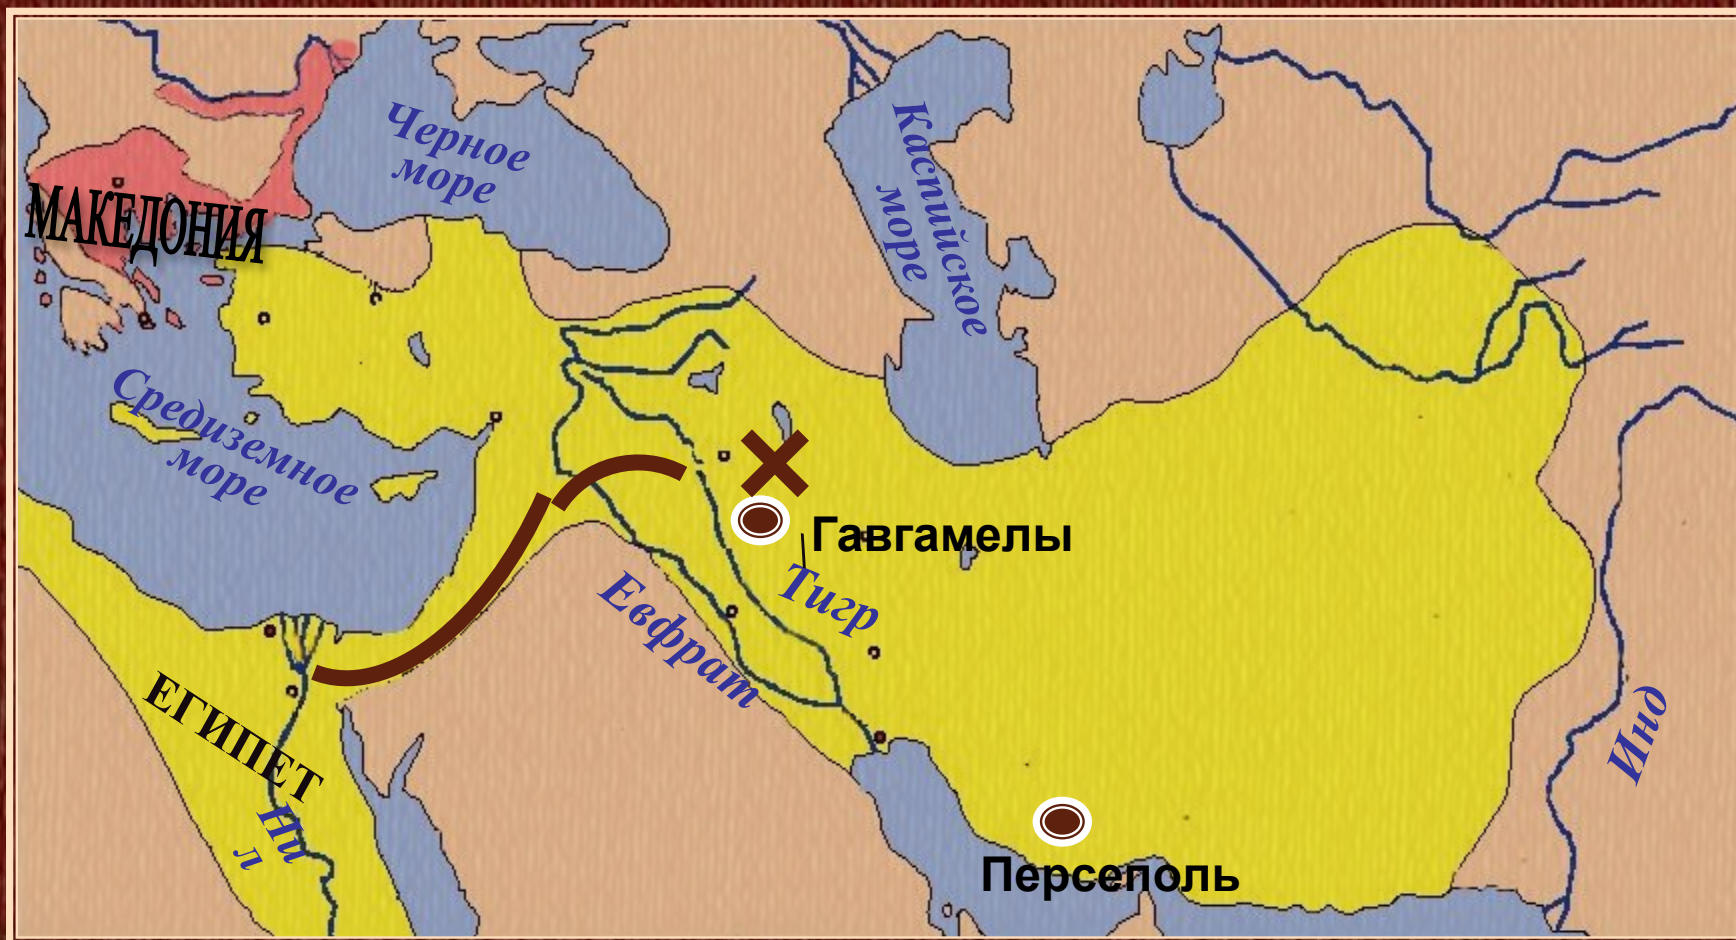 Черное
море
Каспийское
море
МАКЕДОНИЯ
Средиземное
море
Гавгамелы
Тигр
Евфрат
ЕГИПЕТ
Ни
л
Инд
Персеполь